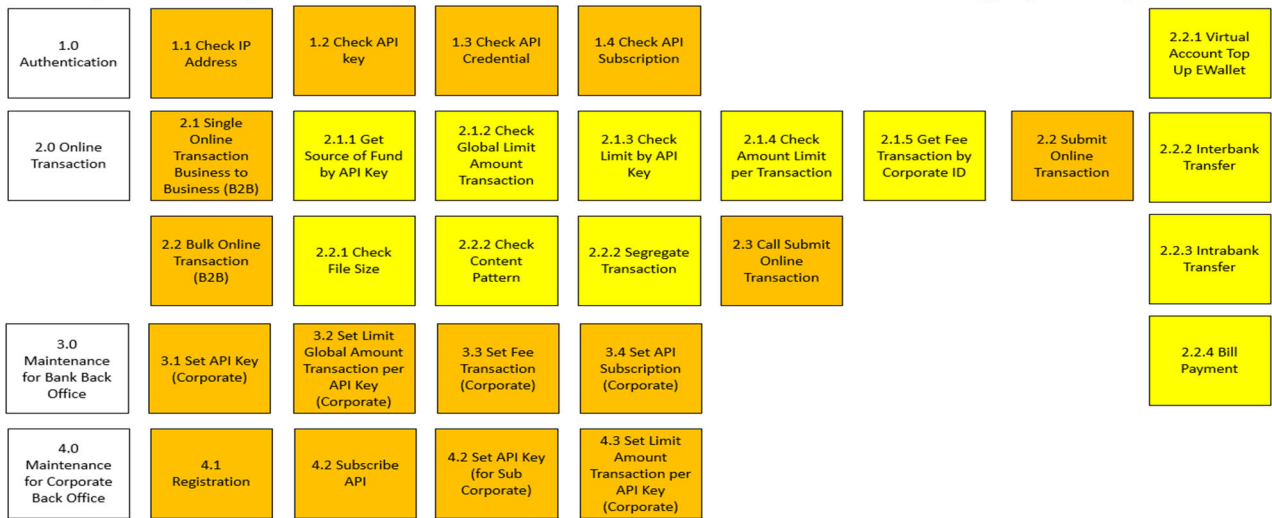 1.0
Authentication
1.1 Check IP
Address
1.2 Check API
key
1.3 Check API
Credential
1.4 Check API
Subscription
2.2.1 Virtual
Account Top
Up EWallet
2.0 Online
Transaction
2.1 Single
Online
Transaction
Business to
Business (B2B)
2.1.1 Get
Source of Fund
by API Key
2.1.2 Check
Global Limit
Amount
Transaction
2.1.3 Check
Limit by API
Key
2.1.4 Check
Amount Limit
per Transaction
2.1.5 Get Fee
Transaction by
Corporate ID
2.2 Submit
Online
Transaction
2.2.2 Interbank
Transfer
2.2 Bulk Online
Transaction
(B2B)
2.2.1 Check
File Size
2.2.2 Check
Content
Pattern
2.2.2 Segregate
Transaction
2.3 Call Submit
Online
Transaction
2.2.3 Intrabank
Transfer
3.0
Maintenance
for Bank Back
Office
3.1 Set API Key
(Corporate)
3.2 Set Limit
Global Amount
Transaction per
API Key
(Corporate)
3.3 Set Fee
Transaction
(Corporate)
3.4 Set API
Subscription
(Corporate)
2.2.4 Bill
Payment
4.0
Maintenance
for Corporate
Back Office
4.1
Registration
4.2 Subscribe
API
4.2 Set API Key
(for Sub
Corporate)
4.3 Set Limit
Amount
Transaction per
API Key
(Corporate)